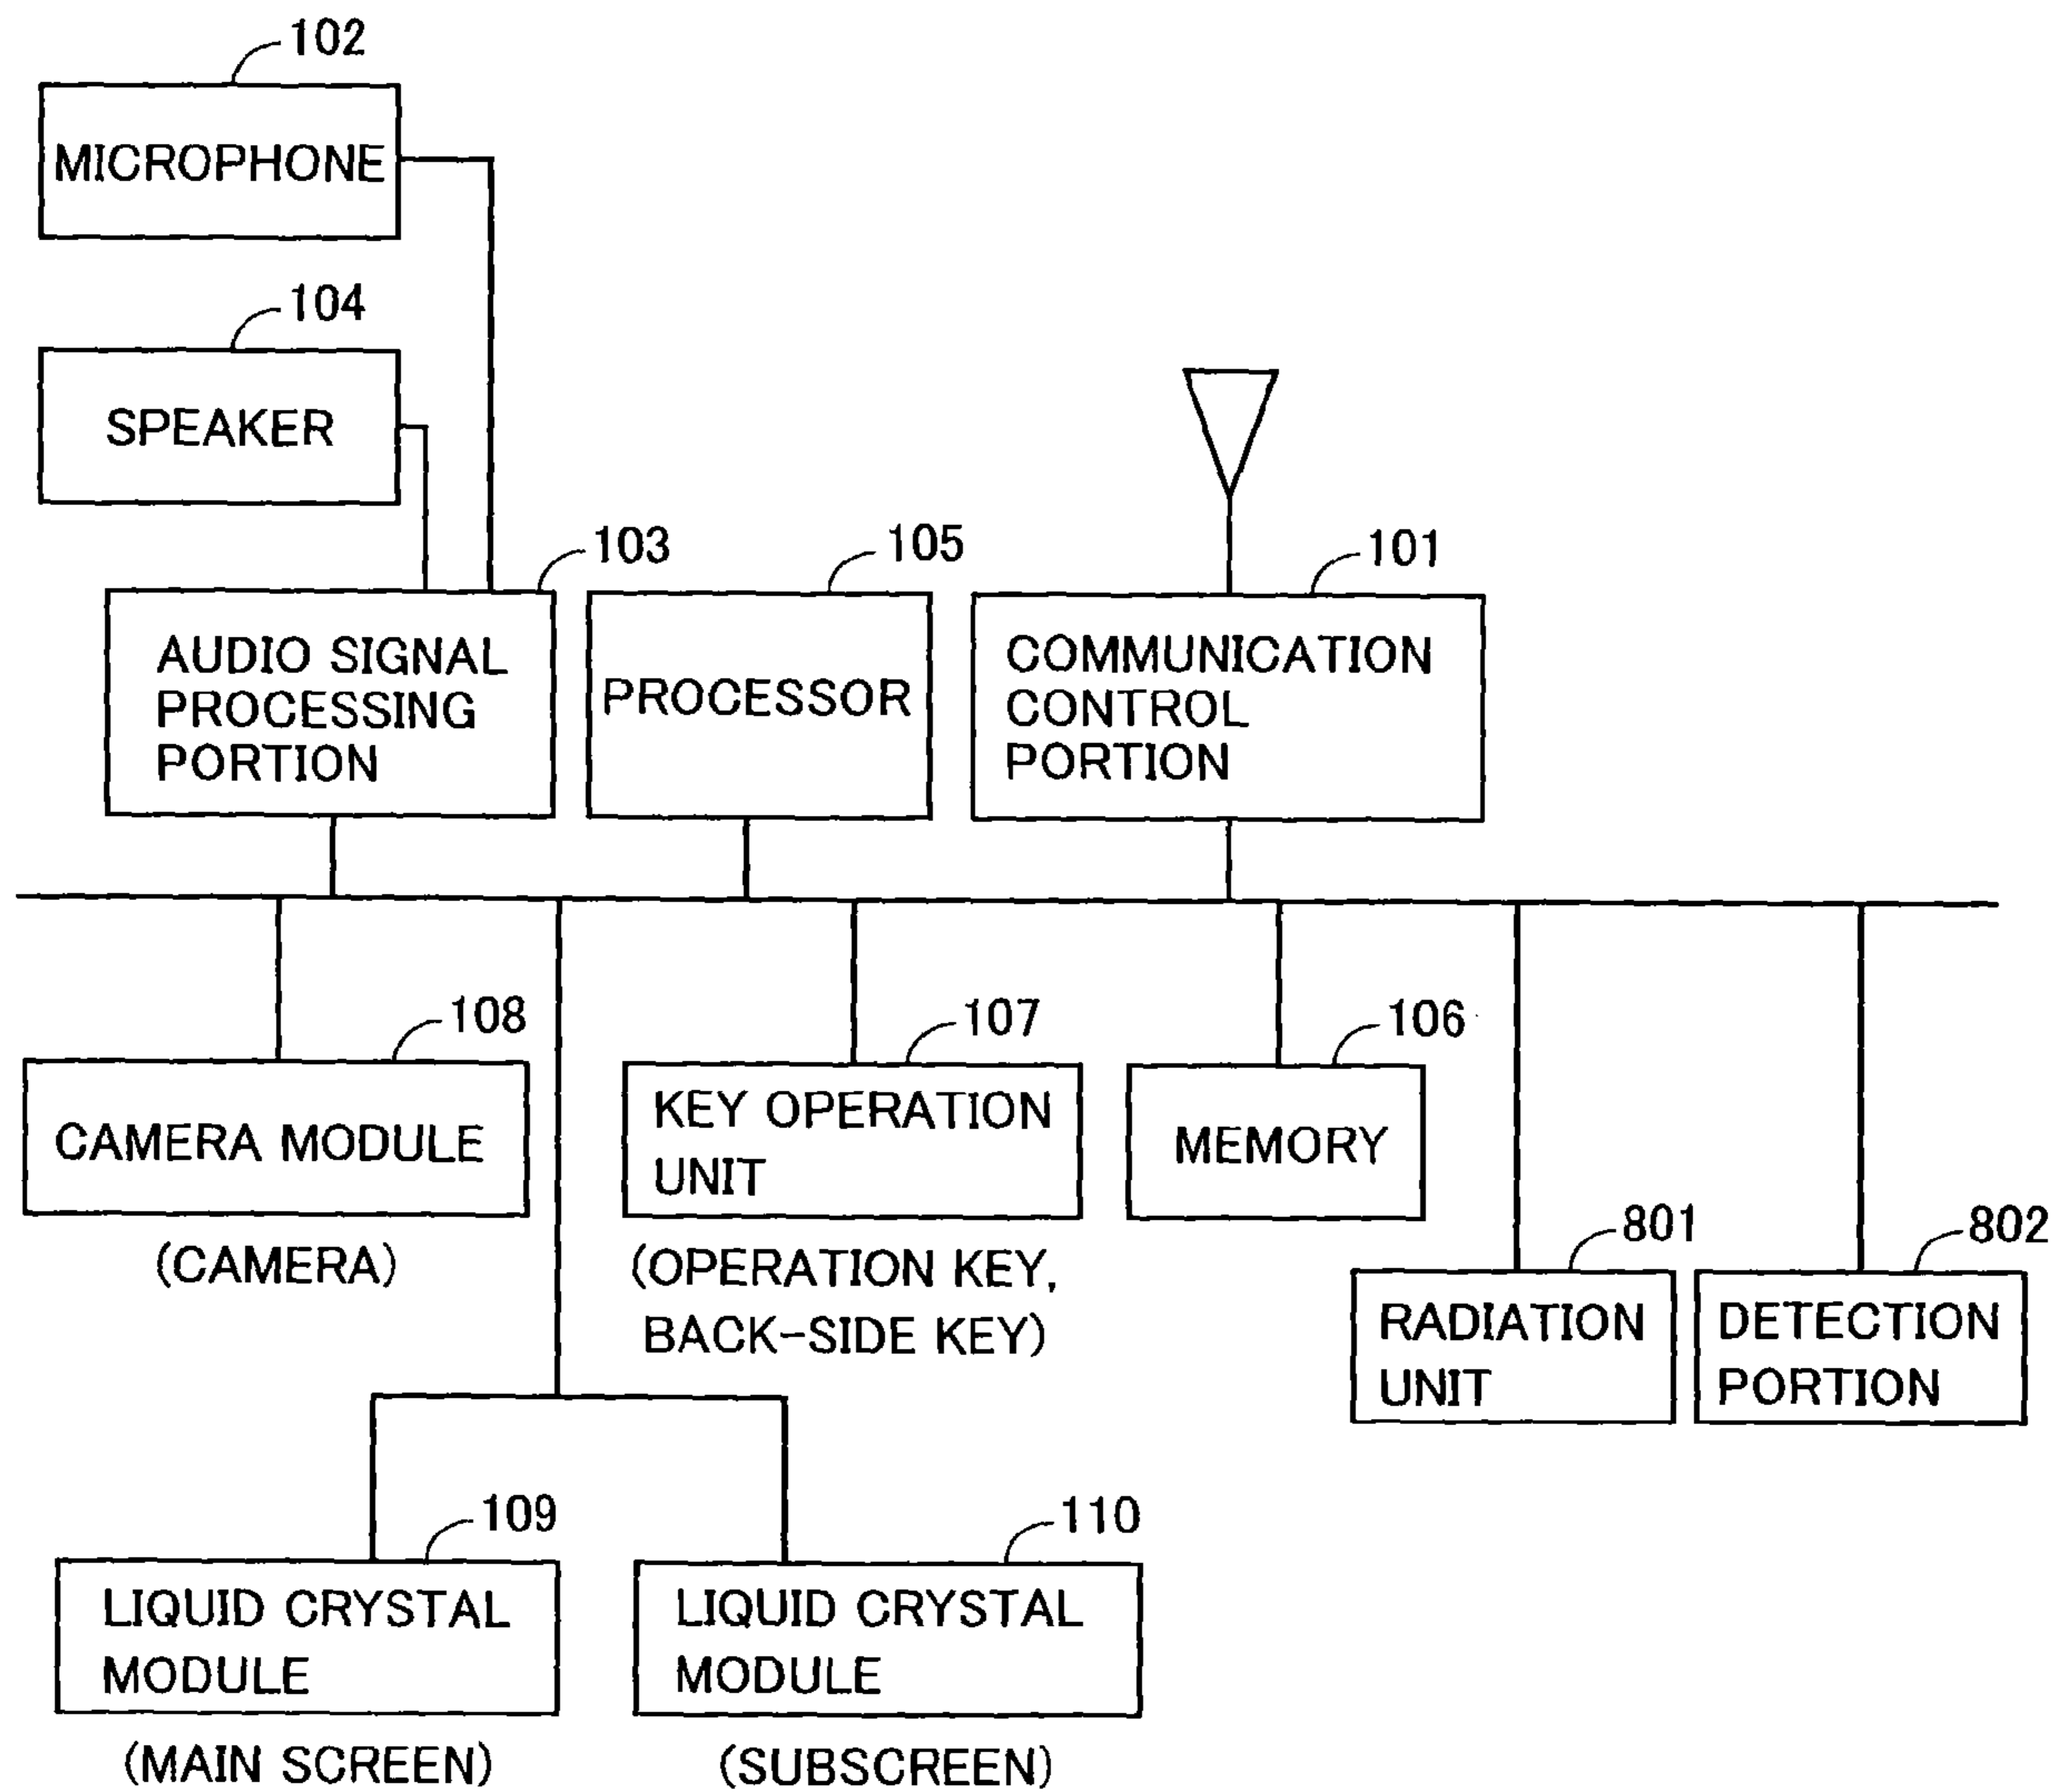 102
MICROPHONE
104
SPEAKER
103
AUDIO SIGNAL
PROCESSING
PORTION
105
PROCESSOR
101
COMMUNICATION
CONTROL
PORTION
108
CAMERA MODULE
(CAMERA)
107
KEY OPERATION
UNIT
(OPERATION KEY,
BACK-SIDE KEY)
106
MEMORY
801
RADIATION
UNIT
802
DETECTION
PORTION
109
LIQUID CRYSTAL
MODULE
(MAIN SCREEN)
110
LIQUID CRYSTAL
MODULE
(SUBSCREEN)